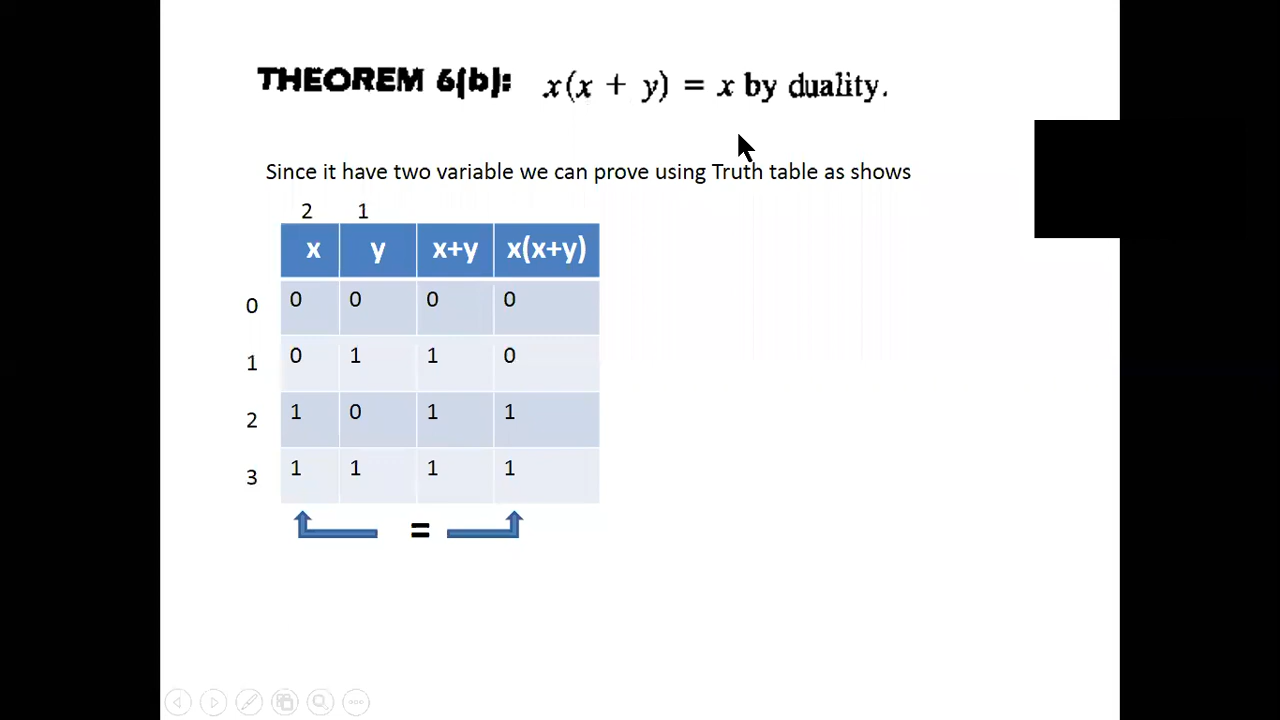 THEOREM 6(b): x(x + y) = x by duality.
Since it have two variable we can prove using Truth table as shows
2 1
x y x+y x(x+y)
0 0 0 0 0
1 0 1 1 0
2 1 0 1 1
3 1 1 1 1
=